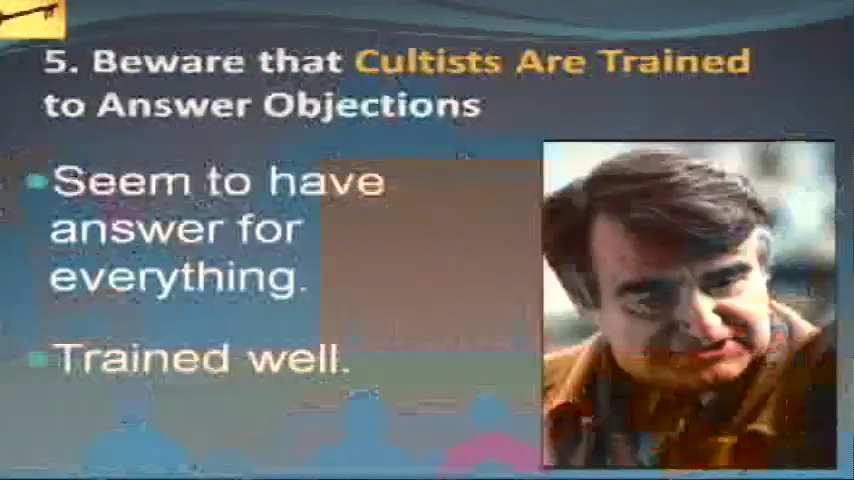 5. Beware that Cultists Are Trained
to Answer Objections
Seem to have
answer for
everything.
Trained well.